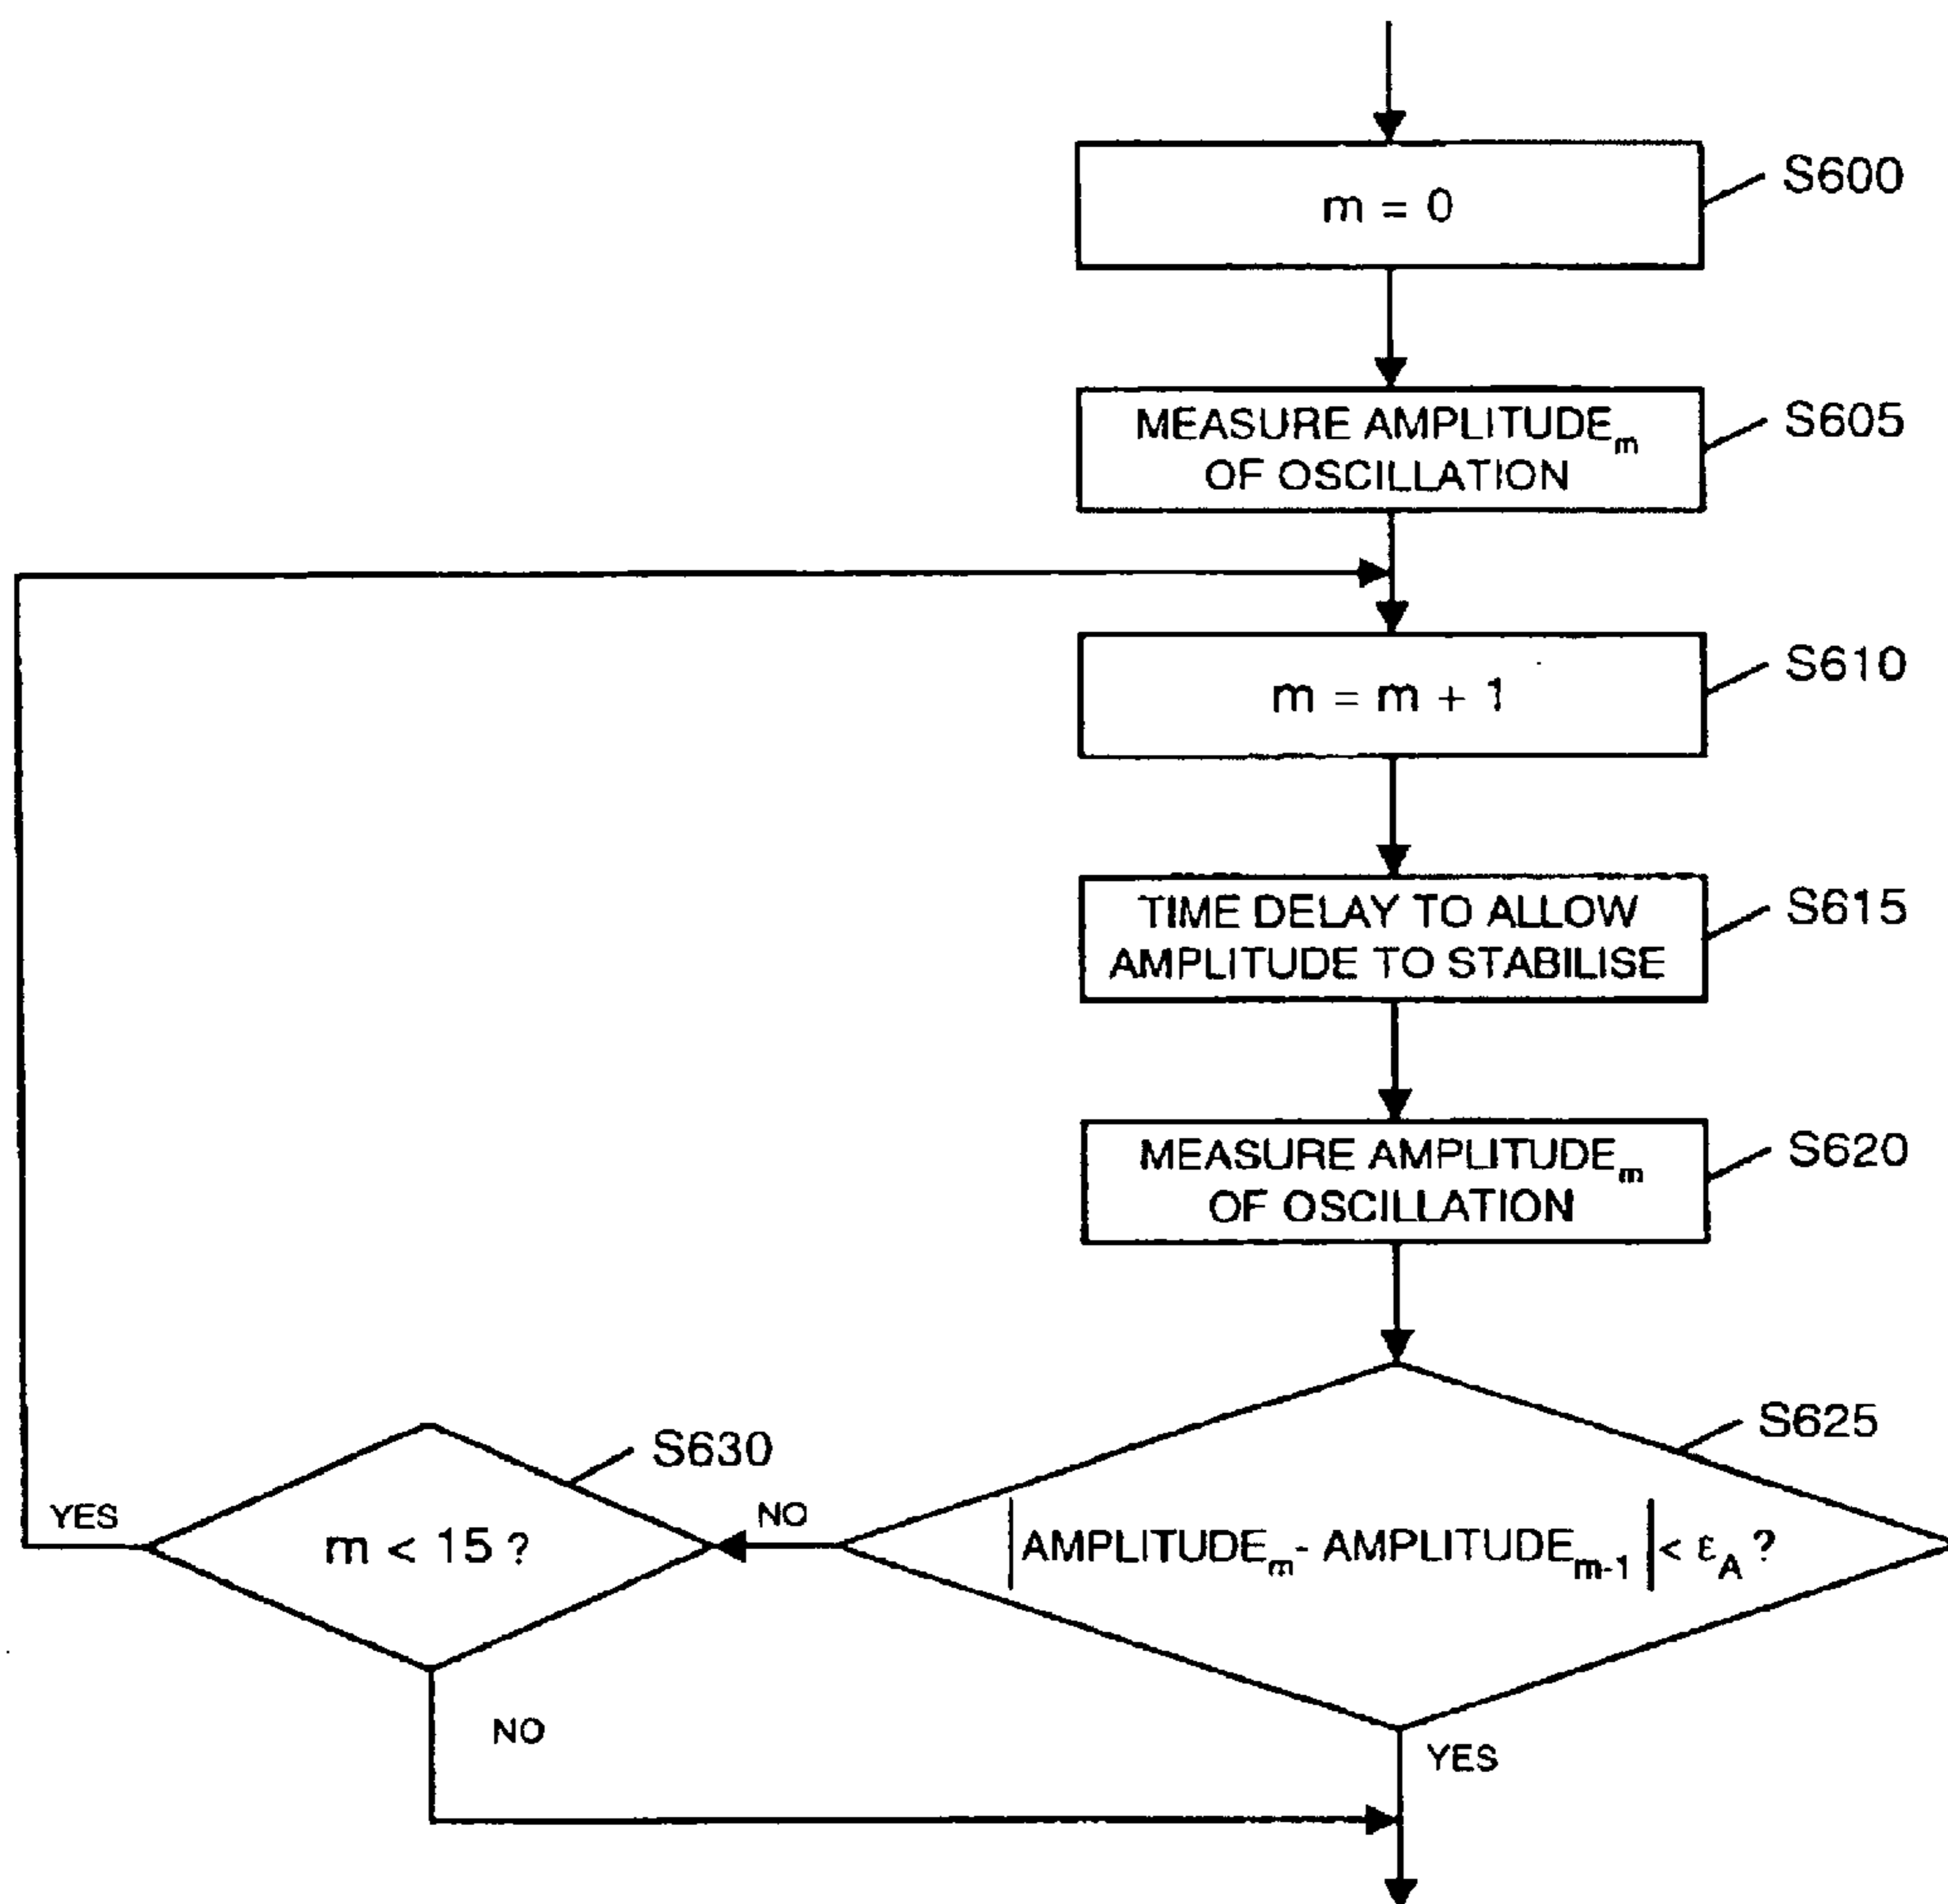 m = 0
S600
MEASURE AMPLITUDEₘ
OF OSCILLATION
S605
m = m + 1
S610
TIME DELAY TO ALLOW
AMPLITUDE TO STABILISE
S615
MEASURE AMPLITUDEₘ
OF OSCILLATION
S620
S625
|AMPLITUDEₘ- AMPLITUDEₘ₋₁| < ε_A ?
NO
S630
m < 15 ?
YES
NO
YES